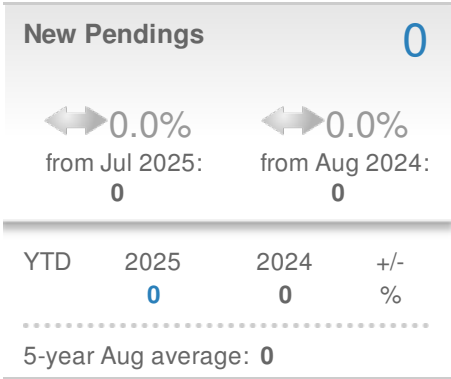 New Pendings 0
0.0% 0.0%
from Jul 2025: from Aug 2024:
0 0
YTD 2025 2024 +/-
0 0 %
5-year Aug average: 0